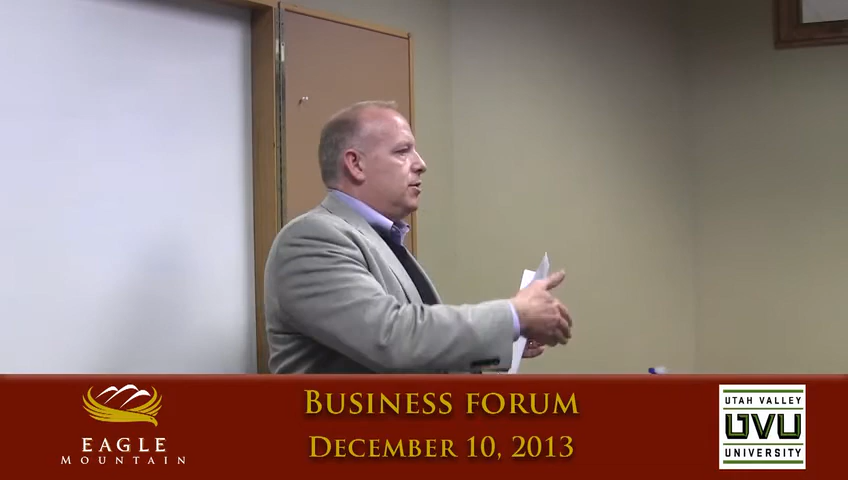 BUSINESS FORUM
DECEMBER 10, 2013
EAGLE
MOUNTAIN
UTAH VALLEY
UVU
UNIVERSITY